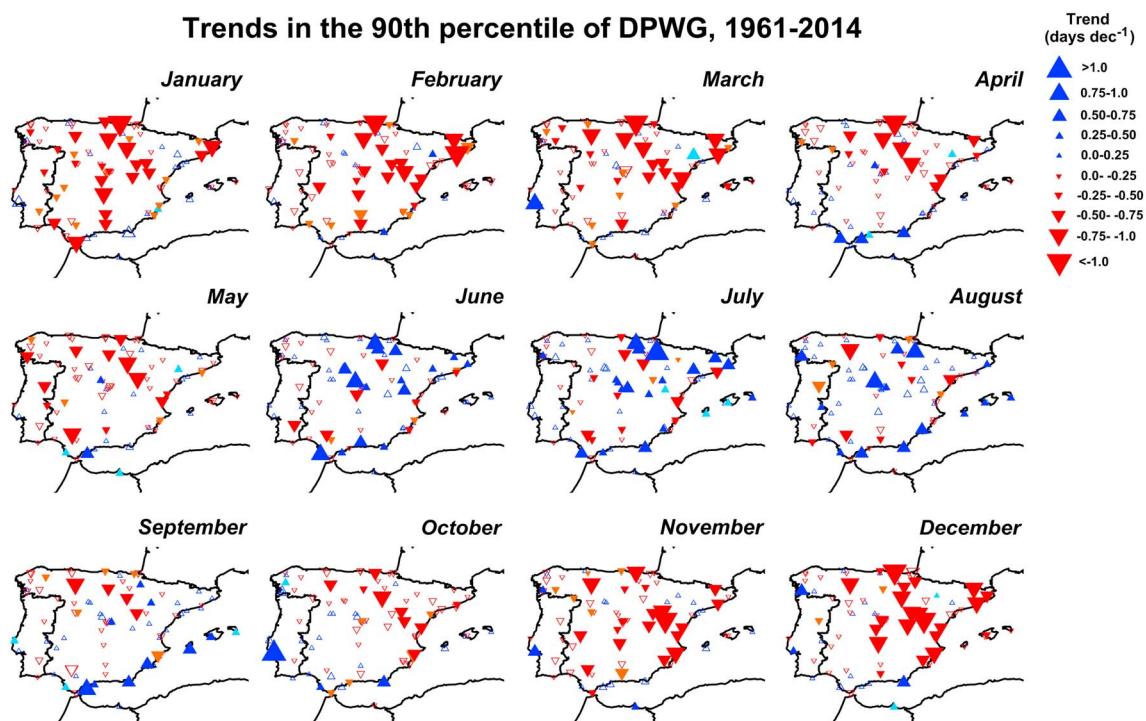 Trends in the 90th percentile of DPWG, 1961-2014
Trend
(days dec⁻¹)
>1.0
0.75-1.0
0.50-0.75
0.25-0.50
0.0-0.25
0.0- -0.25
-0.25- -0.50
-0.50- -0.75
-0.75- -1.0
<-1.0
January
February
March
April
May
June
July
August
September
October
November
December